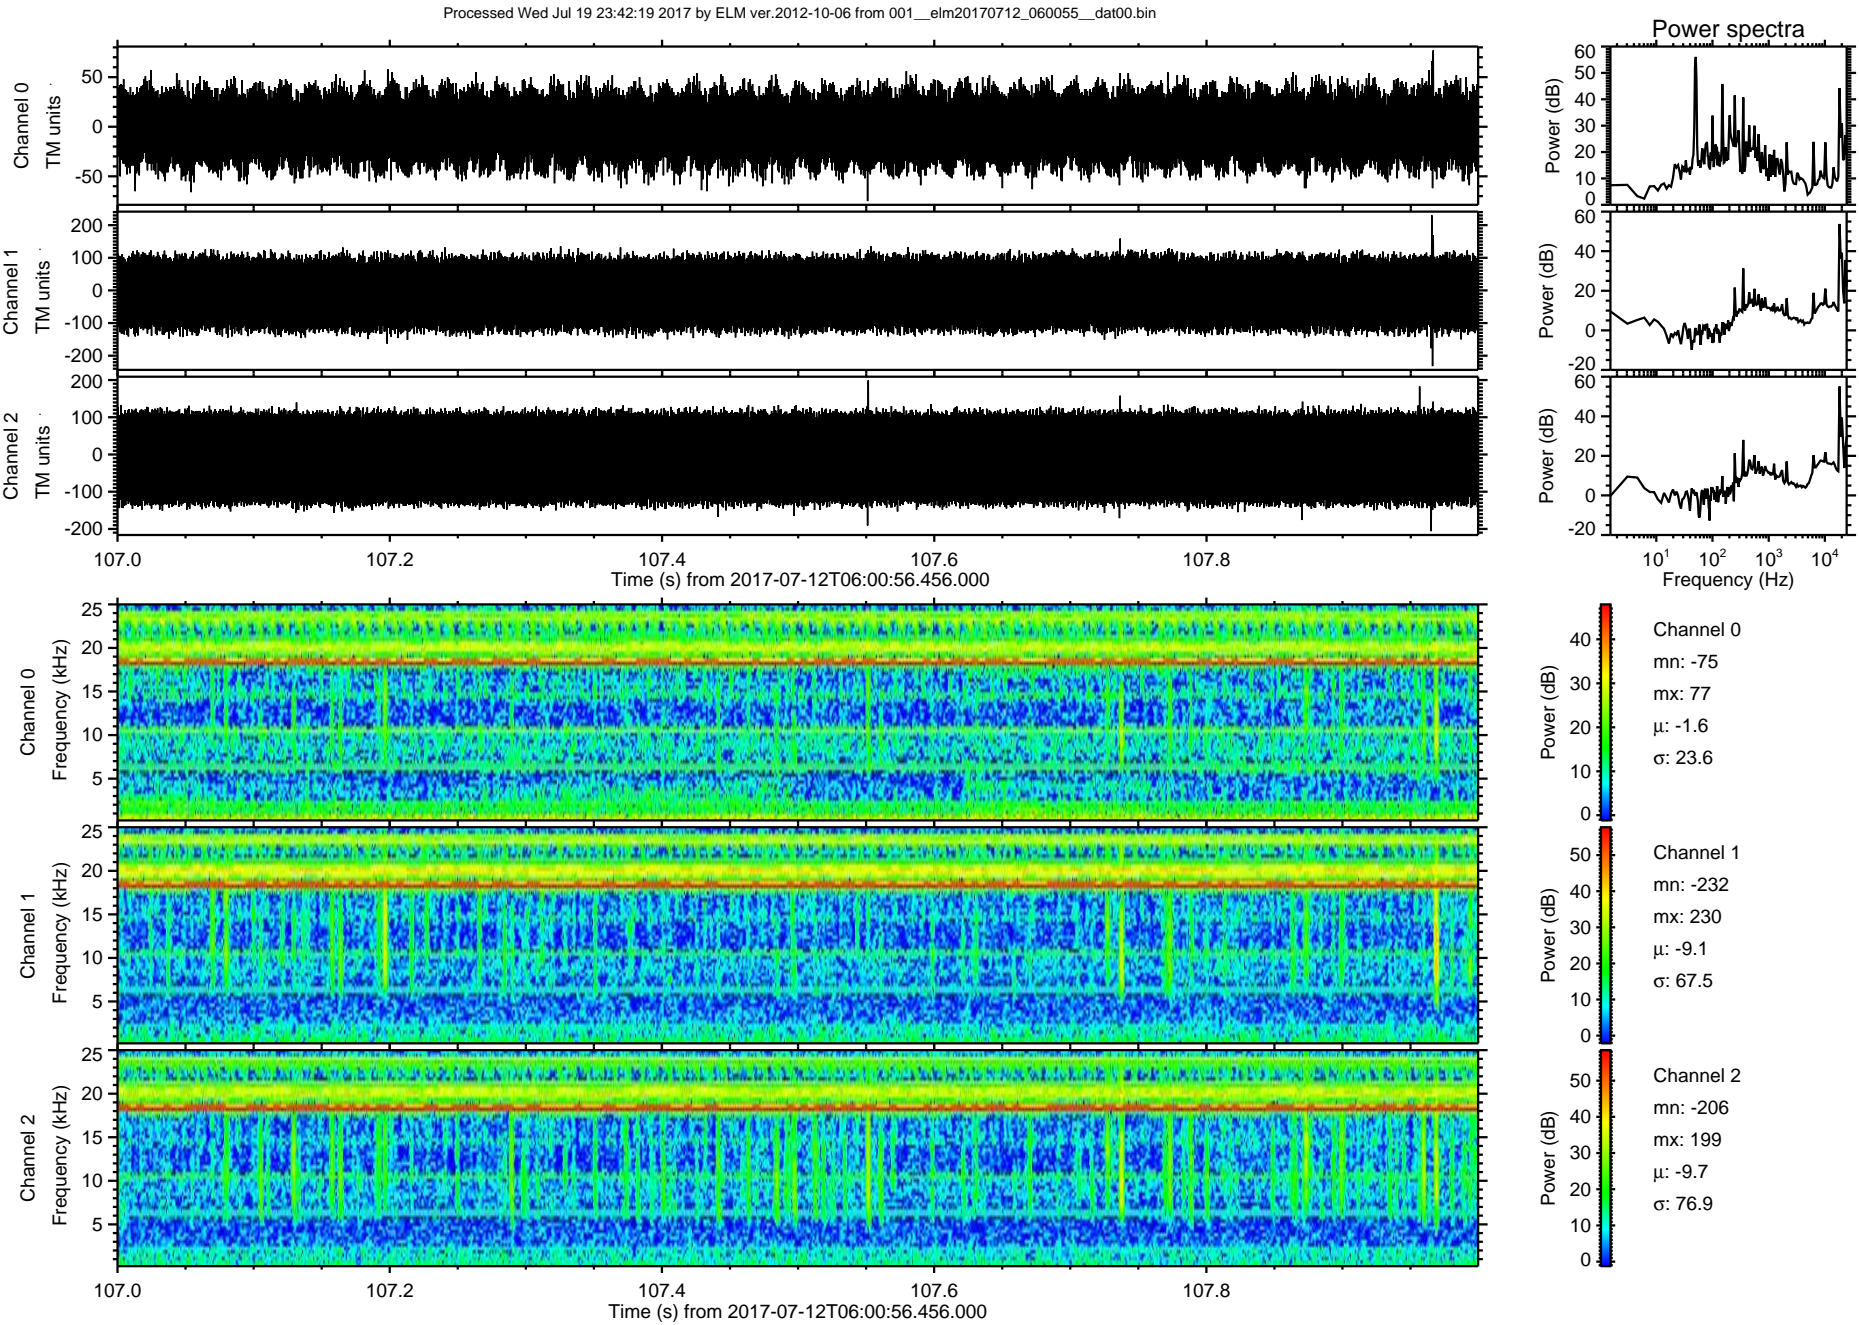 Processed Wed Jul 19 23:42:19 2017 by ELM ver.2012-10-06 from 001__elm20170712_060055__dat00.bin
Power spectra
Channel 0
TM units
50
0
-50
Power (dB)
60
50
40
30
20
10
0
Channel 1
TM units
200
100
0
-100
-200
Power (dB)
60
40
20
0
-20
Channel 2
TM units
200
100
0
-100
-200
Power (dB)
60
40
20
0
-20
107.0 107.2 107.4 107.6 107.8
Time (s) from 2017-07-12T06:00:56.456.000
10¹ 10² 10³ 10⁴
Frequency (Hz)
Channel 0
Frequency (kHz)
25
20
15
10
5
Power (dB)
40
30
20
10
0
Channel 0
mn: -75
mx: 77
μ: -1.6
σ: 23.6
Channel 1
Frequency (kHz)
25
20
15
10
5
Power (dB)
50
40
30
20
10
0
Channel 1
mn: -232
mx: 230
μ: -9.1
σ: 67.5
Channel 2
Frequency (kHz)
25
20
15
10
5
Power (dB)
50
40
30
20
10
0
Channel 2
mn: -206
mx: 199
μ: -9.7
σ: 76.9
107.0 107.2 107.4 107.6 107.8
Time (s) from 2017-07-12T06:00:56.456.000